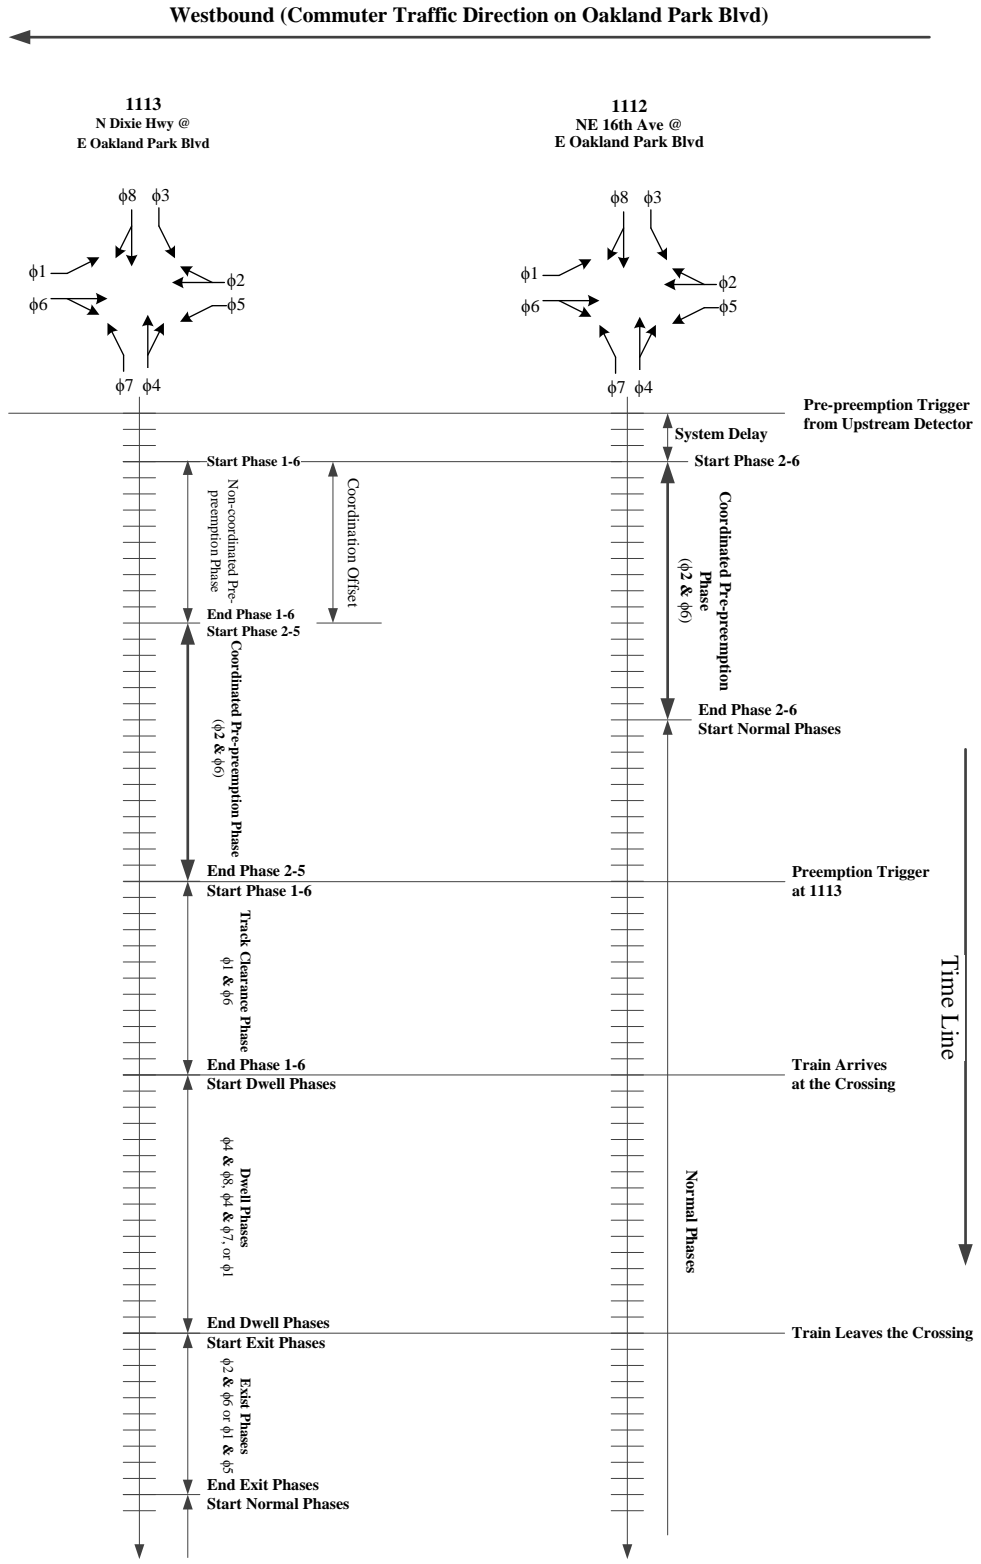 Westbound (Commuter Traffic Direction on Oakland Park Blvd)
1113
N Dixie Hwy @
E Oakland Park Blvd
1112
NE 16th Ave @
E Oakland Park Blvd
ϕ8 ϕ3
ϕ1
ϕ6
ϕ2
ϕ5
ϕ7 ϕ4
ϕ8 ϕ3
ϕ1
ϕ6
ϕ2
ϕ5
ϕ7 ϕ4
Pre-preemption Trigger
from Upstream Detector
System Delay
Start Phase 1-6
Start Phase 2-6
Non-coordinated Pre-
preemption Phase
Coordination Offset
Coordinated Pre-preemption
Phase
(ϕ2 & ϕ6)
End Phase 1-6
Start Phase 2-5
Coordinated Pre-preemption Phase
(ϕ2 & ϕ6)
End Phase 2-6
Start Normal Phases
End Phase 2-5
Start Phase 1-6
Preemption Trigger
at 1113
Track Clearance Phase
ϕ1 & ϕ6
Time Line
End Phase 1-6
Start Dwell Phases
Train Arrives
at the Crossing
Dwell Phases
ϕ4 & ϕ8, ϕ4 & ϕ7, or ϕ1
Normal Phases
End Dwell Phases
Start Exit Phases
Train Leaves the Crossing
Exist Phases
ϕ2 & ϕ6 or ϕ1 & ϕ5
End Exit Phases
Start Normal Phases